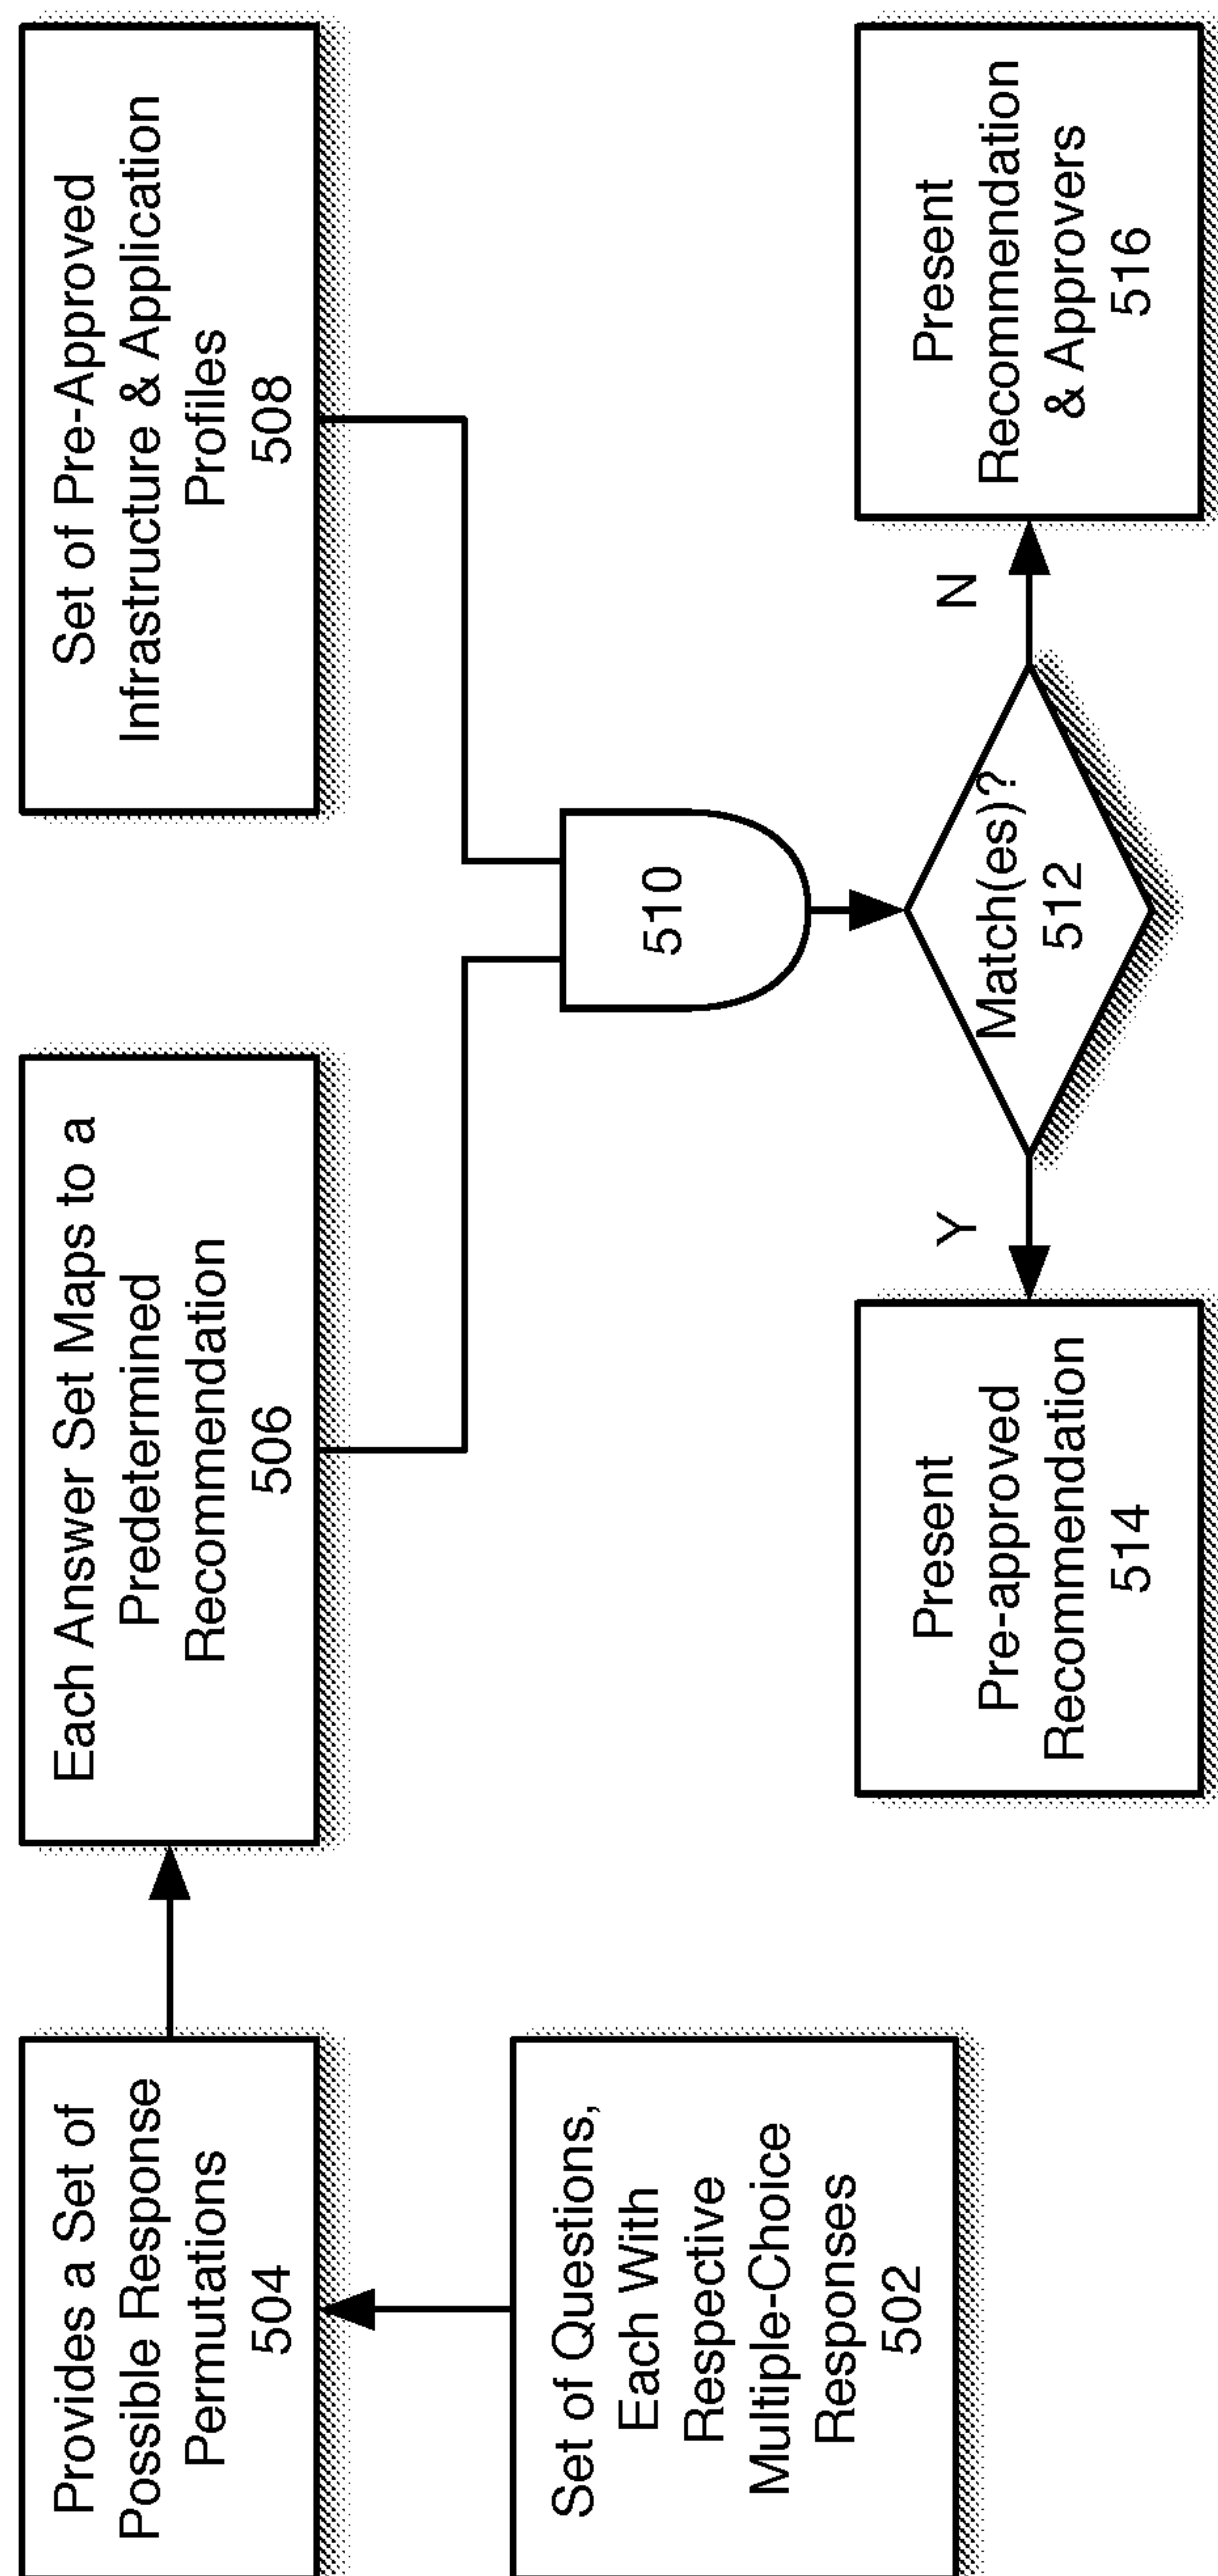 Provides a Set of
Possible Response
Permutations
504
Each Answer Set Maps to a
Predetermined
Recommendation
506
Set of Pre-Approved
Infrastructure & Application
Profiles
508
Set of Questions,
Each With
Respective
Multiple-Choice
Responses
502
510
Match(es)?
512
Y
N
Present
Pre-approved
Recommendation
514
Present
Recommendation
& Approvers
516